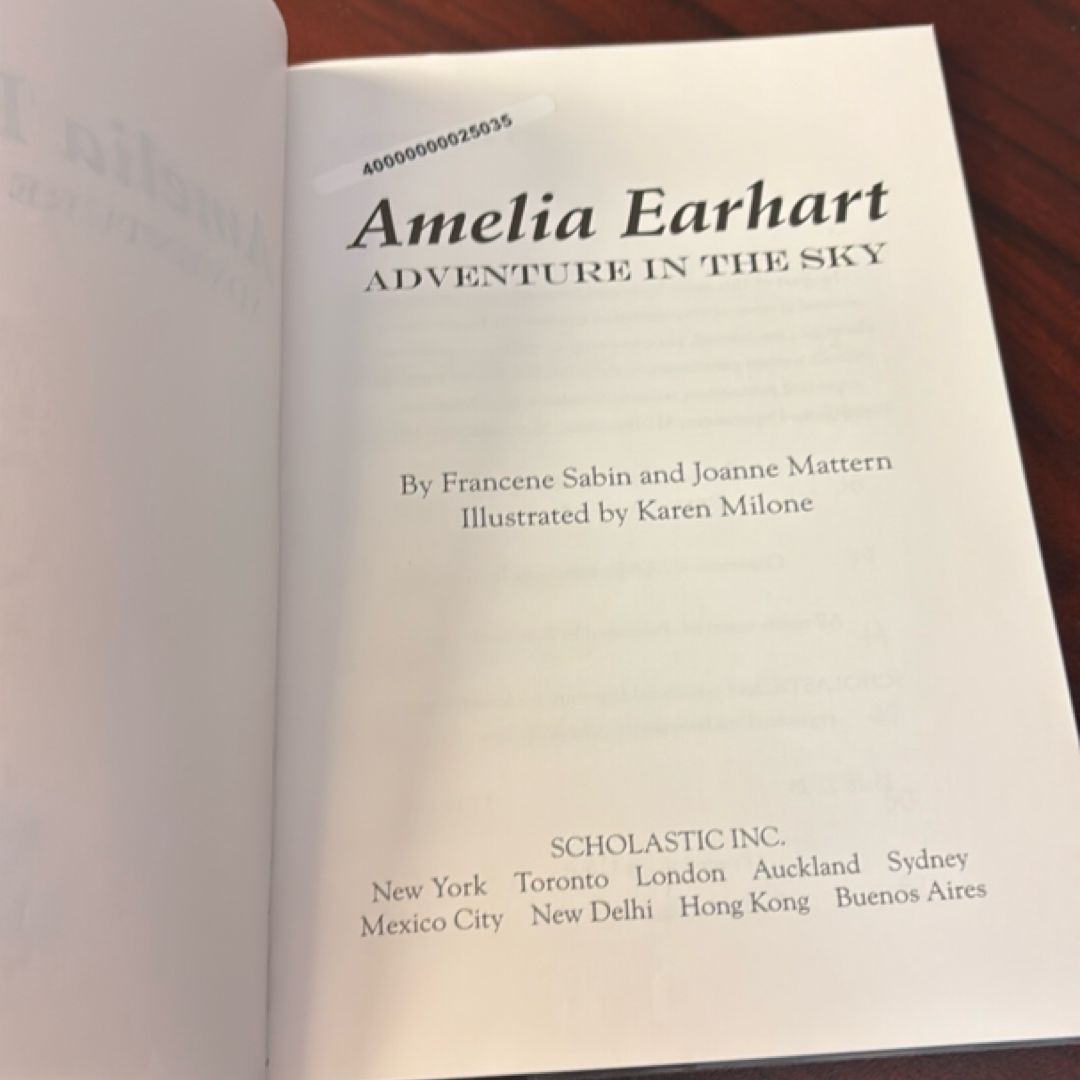 40000000025035
Amelia Earhart
ADVENTURE IN THE SKY
By Francene Sabin and Joanne Mattern
Illustrated by Karen Milone
SCHOLASTIC INC.
New York Toronto London Auckland Sydney
Mexico City New Delhi Hong Kong Buenos Aires